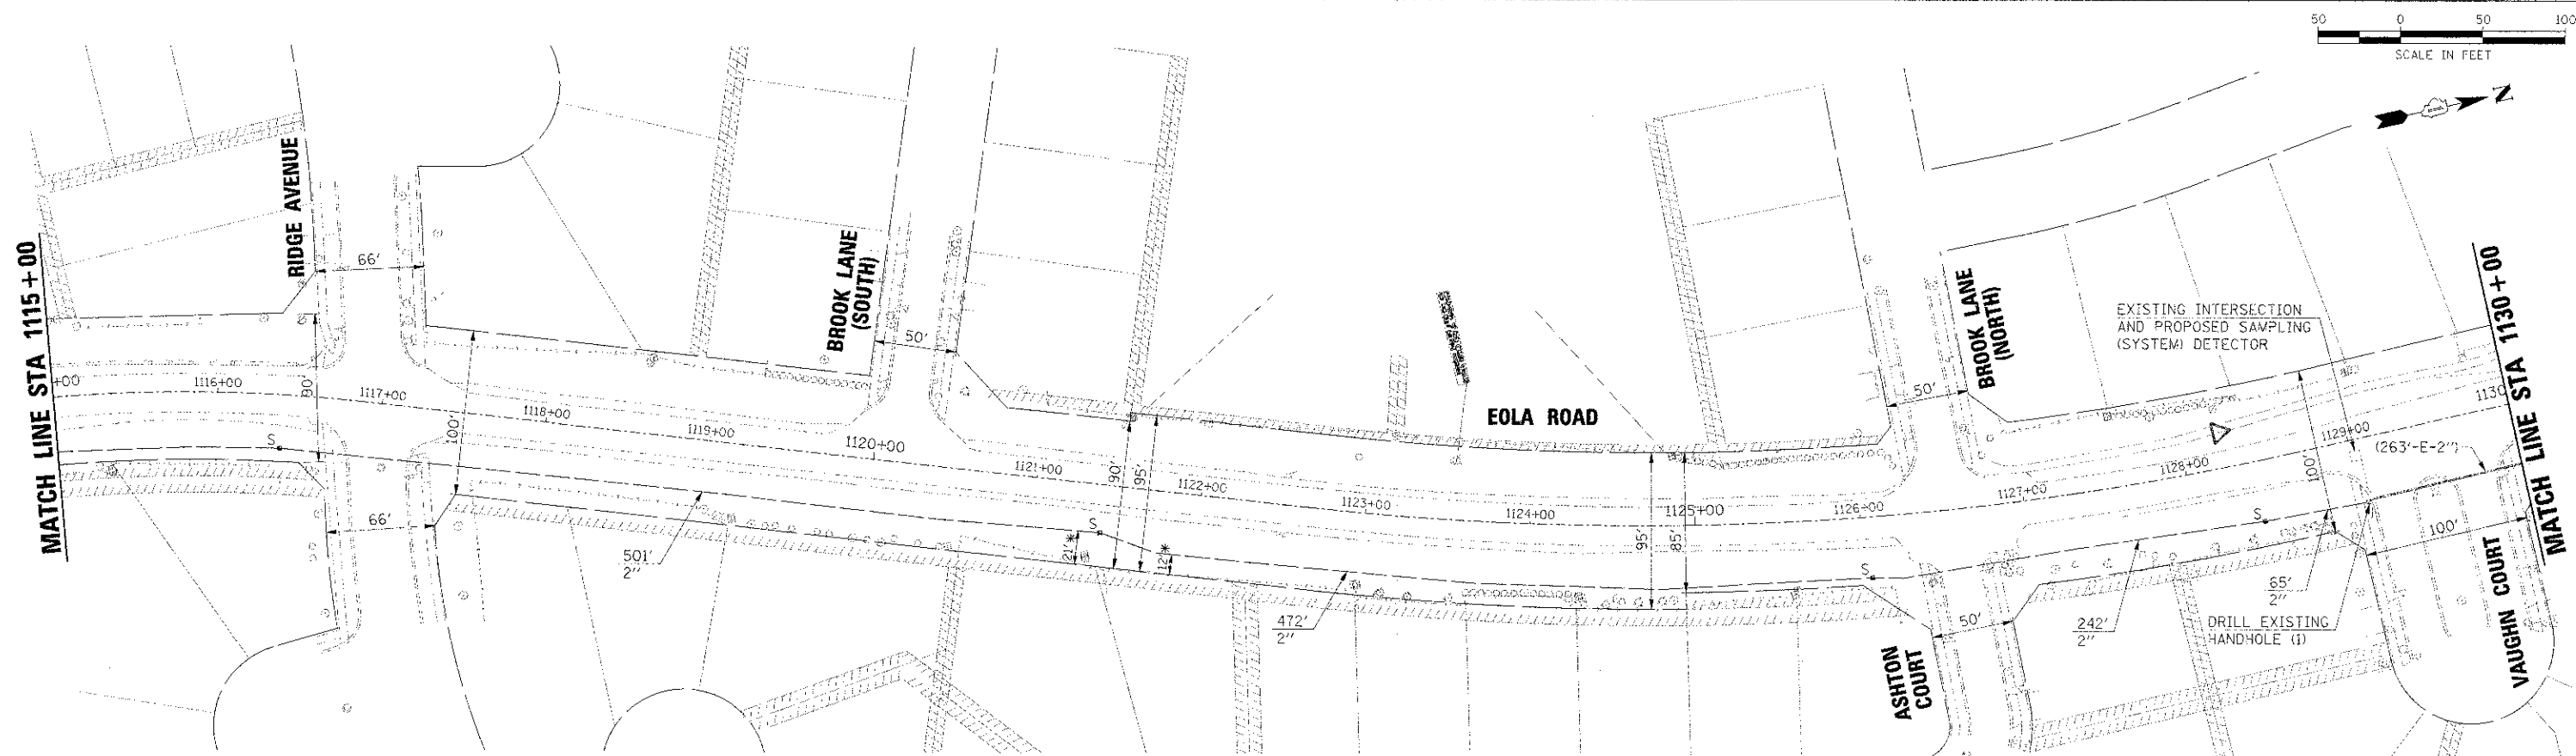 50 0 50 100
SCALE IN FEET
N
MATCH LINE STA 1115+00
RIDGE AVENUE
66'
90'
+00
1116+00
1117+00
1118+00
1119+00
1120+00
1121+00
1122+00
1123+00
1124+00
1125+00
1126+00
1127+00
1128+00
1129+00
1130
S
66'
100'
501'
2"
BROOK LANE
(SOUTH)
50'
S
21'*
12'*
90'
95'
472'
2"
EOLA ROAD
95'
85'
S
BROOK LANE
(NORTH)
50'
ASHTON
COURT
50'
EXISTING INTERSECTION
AND PROPOSED SAMPLING
(SYSTEM) DETECTOR
100'
S
242'
2"
65'
2"
DRILL EXISTING
HANDHOLE (1)
(263'-E-2")
100'
VAUGHN COURT
MATCH LINE STA 1130+00